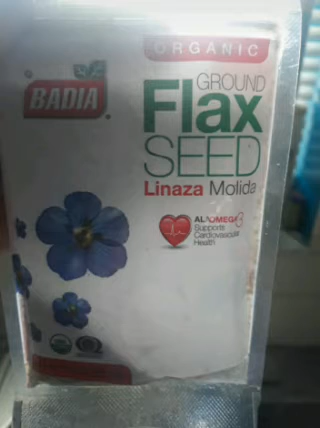 ORGANIC
BADIA
GROUND
Flax
SEED
Linaza Molida
Supports
Cardiovascular
Health